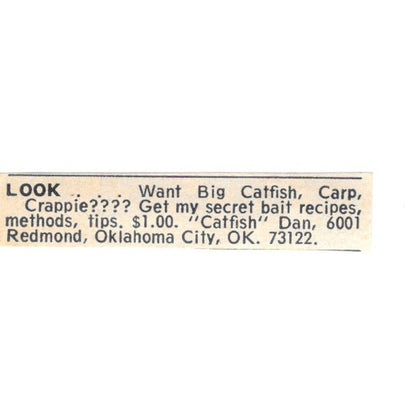 LOOK . . . . Want Big Catfish, Carp,
Crappie???? Get my secret bait recipes,
methods, tips. $1.00. "Catfish" Dan, 6001
Redmond, Oklahoma City, OK. 73122.